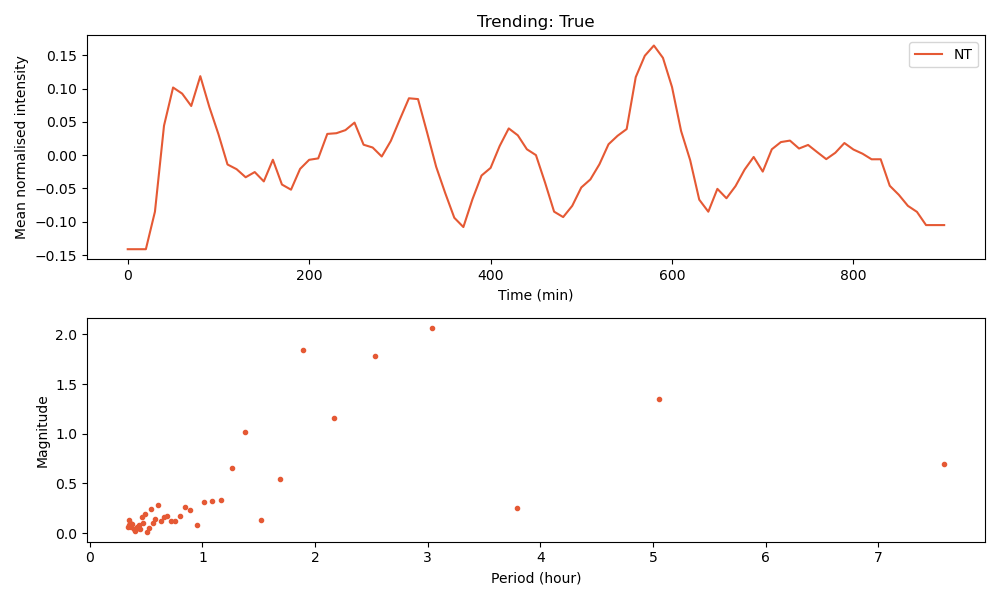 Trending: True
Mean normalised intensity
0.15
0.10
0.05
0.00
−0.05
−0.10
−0.15
NT
0 200 400 600 800
Time (min)
Magnitude
2.0
1.5
1.0
0.5
0.0
0 1 2 3 4 5 6 7
Period (hour)